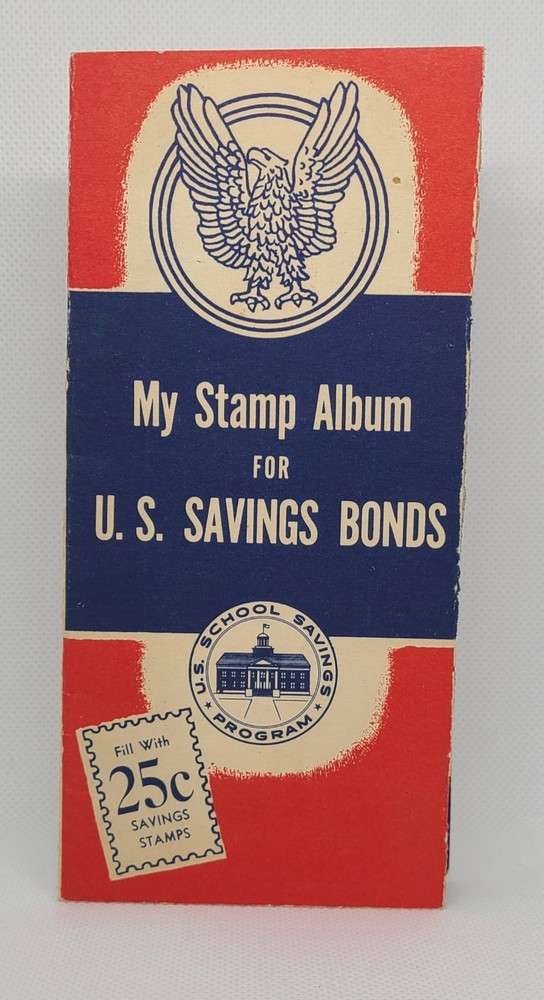 My Stamp Album
FOR
U. S. SAVINGS BONDS
U.S. SCHOOL SAVINGS
PROGRAM
Fill With
25c
SAVINGS
STAMPS